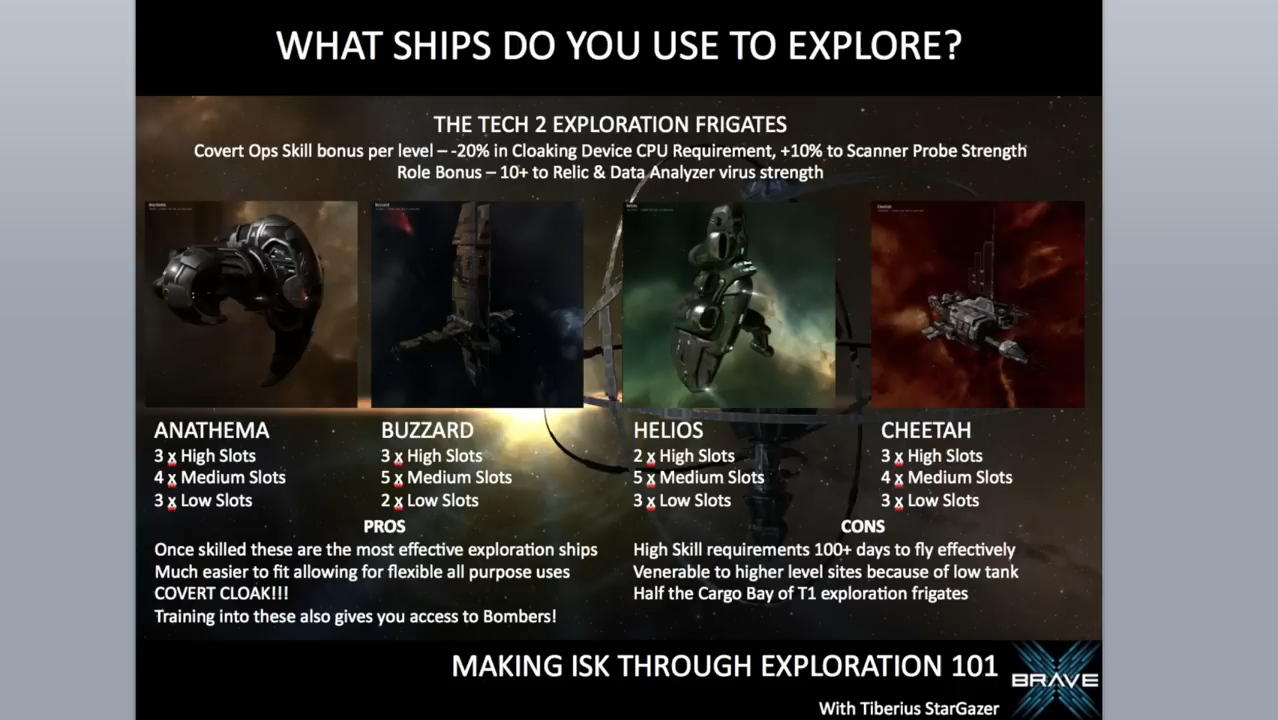 WHAT SHIPS DO YOU USE TO EXPLORE?
THE TECH 2 EXPLORATION FRIGATES
Covert Ops Skill bonus per level – -20% in Cloaking Device CPU Requirement, +10% to Scanner Probe Strength
Role Bonus – 10+ to Relic & Data Analyzer virus strength
ANATHEMA
3 x High Slots
4 x Medium Slots
3 x Low Slots
BUZZARD
3 x High Slots
5 x Medium Slots
2 x Low Slots
HELIOS
2 x High Slots
5 x Medium Slots
3 x Low Slots
CHEETAH
3 x High Slots
4 x Medium Slots
3 x Low Slots
PROS
Once skilled these are the most effective exploration ships
Much easier to fit allowing for flexible all purpose uses
COVERT CLOAK!!!
Training into these also gives you access to Bombers!
CONS
High Skill requirements 100+ days to fly effectively
Venerable to higher level sites because of low tank
Half the Cargo Bay of T1 exploration frigates
MAKING ISK THROUGH EXPLORATION 101
BRAVE
With Tiberius StarGazer